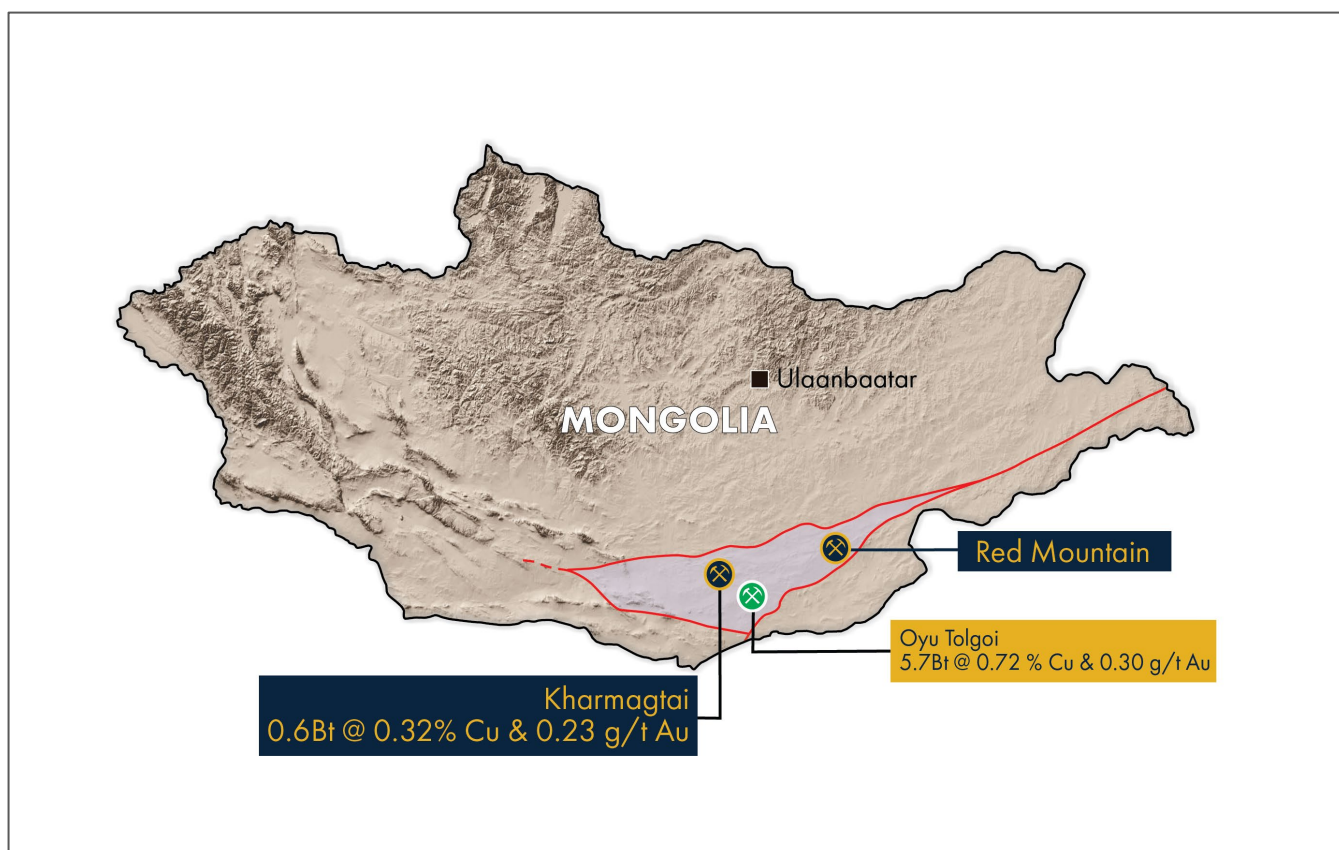 Ulaanbaatar
MONGOLIA
Red Mountain
Oyu Tolgoi
5.7Bt @ 0.72 % Cu & 0.30 g/t Au
Kharmagtai
0.6Bt @ 0.32% Cu & 0.23 g/t Au